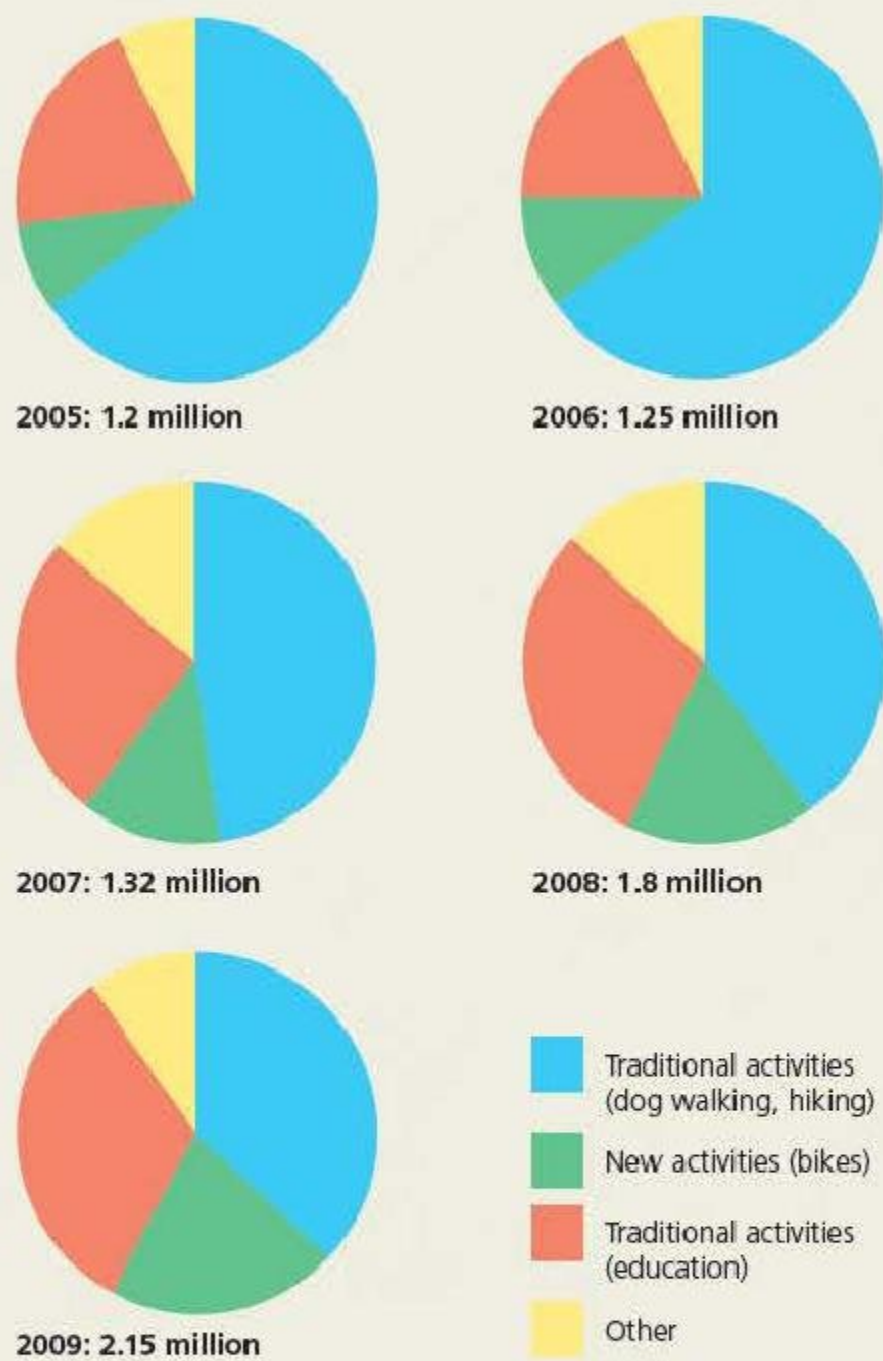 2005: 1.2 million
2006: 1.25 million
2007: 1.32 million
2008: 1.8 million
2009: 2.15 million
Traditional activities
(dog walking, hiking)
New activities (bikes)
Traditional activities
(education)
Other